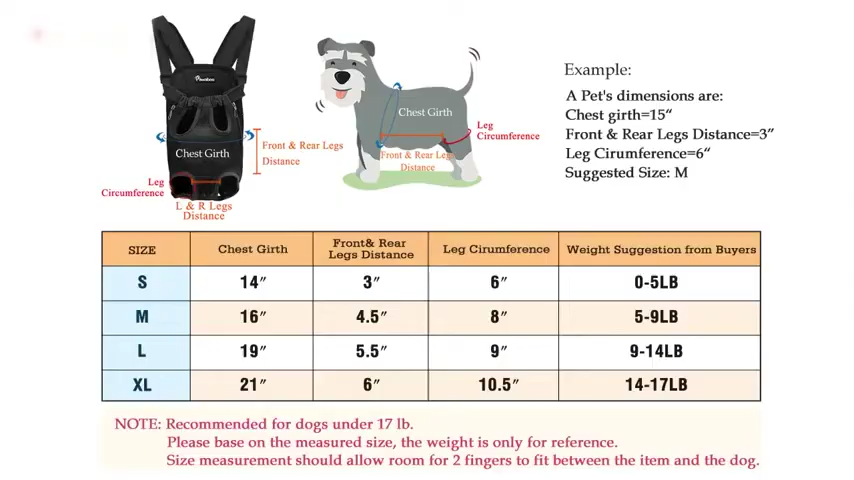 Pawaboo
Chest Girth
Front & Rear Legs
Distance
Leg
Circumference
L & R Legs
Distance
Chest Girth
Leg
Circumference
Front & Rear Legs
Distance
Example:
A Pet's dimensions are:
Chest girth=15“
Front & Rear Legs Distance=3”
Leg Cirumference=6“
Suggested Size: M
SIZE Chest Girth Front& Rear Legs Distance Leg Cirumference Weight Suggestion from Buyers
S 14″ 3″ 6″ 0-5LB
M 16″ 4.5″ 8″ 5-9LB
L 19″ 5.5″ 9″ 9-14LB
XL 21″ 6″ 10.5″ 14-17LB
NOTE: Recommended for dogs under 17 lb.
Please base on the measured size, the weight is only for reference.
Size measurement should allow room for 2 fingers to fit between the item and the dog.